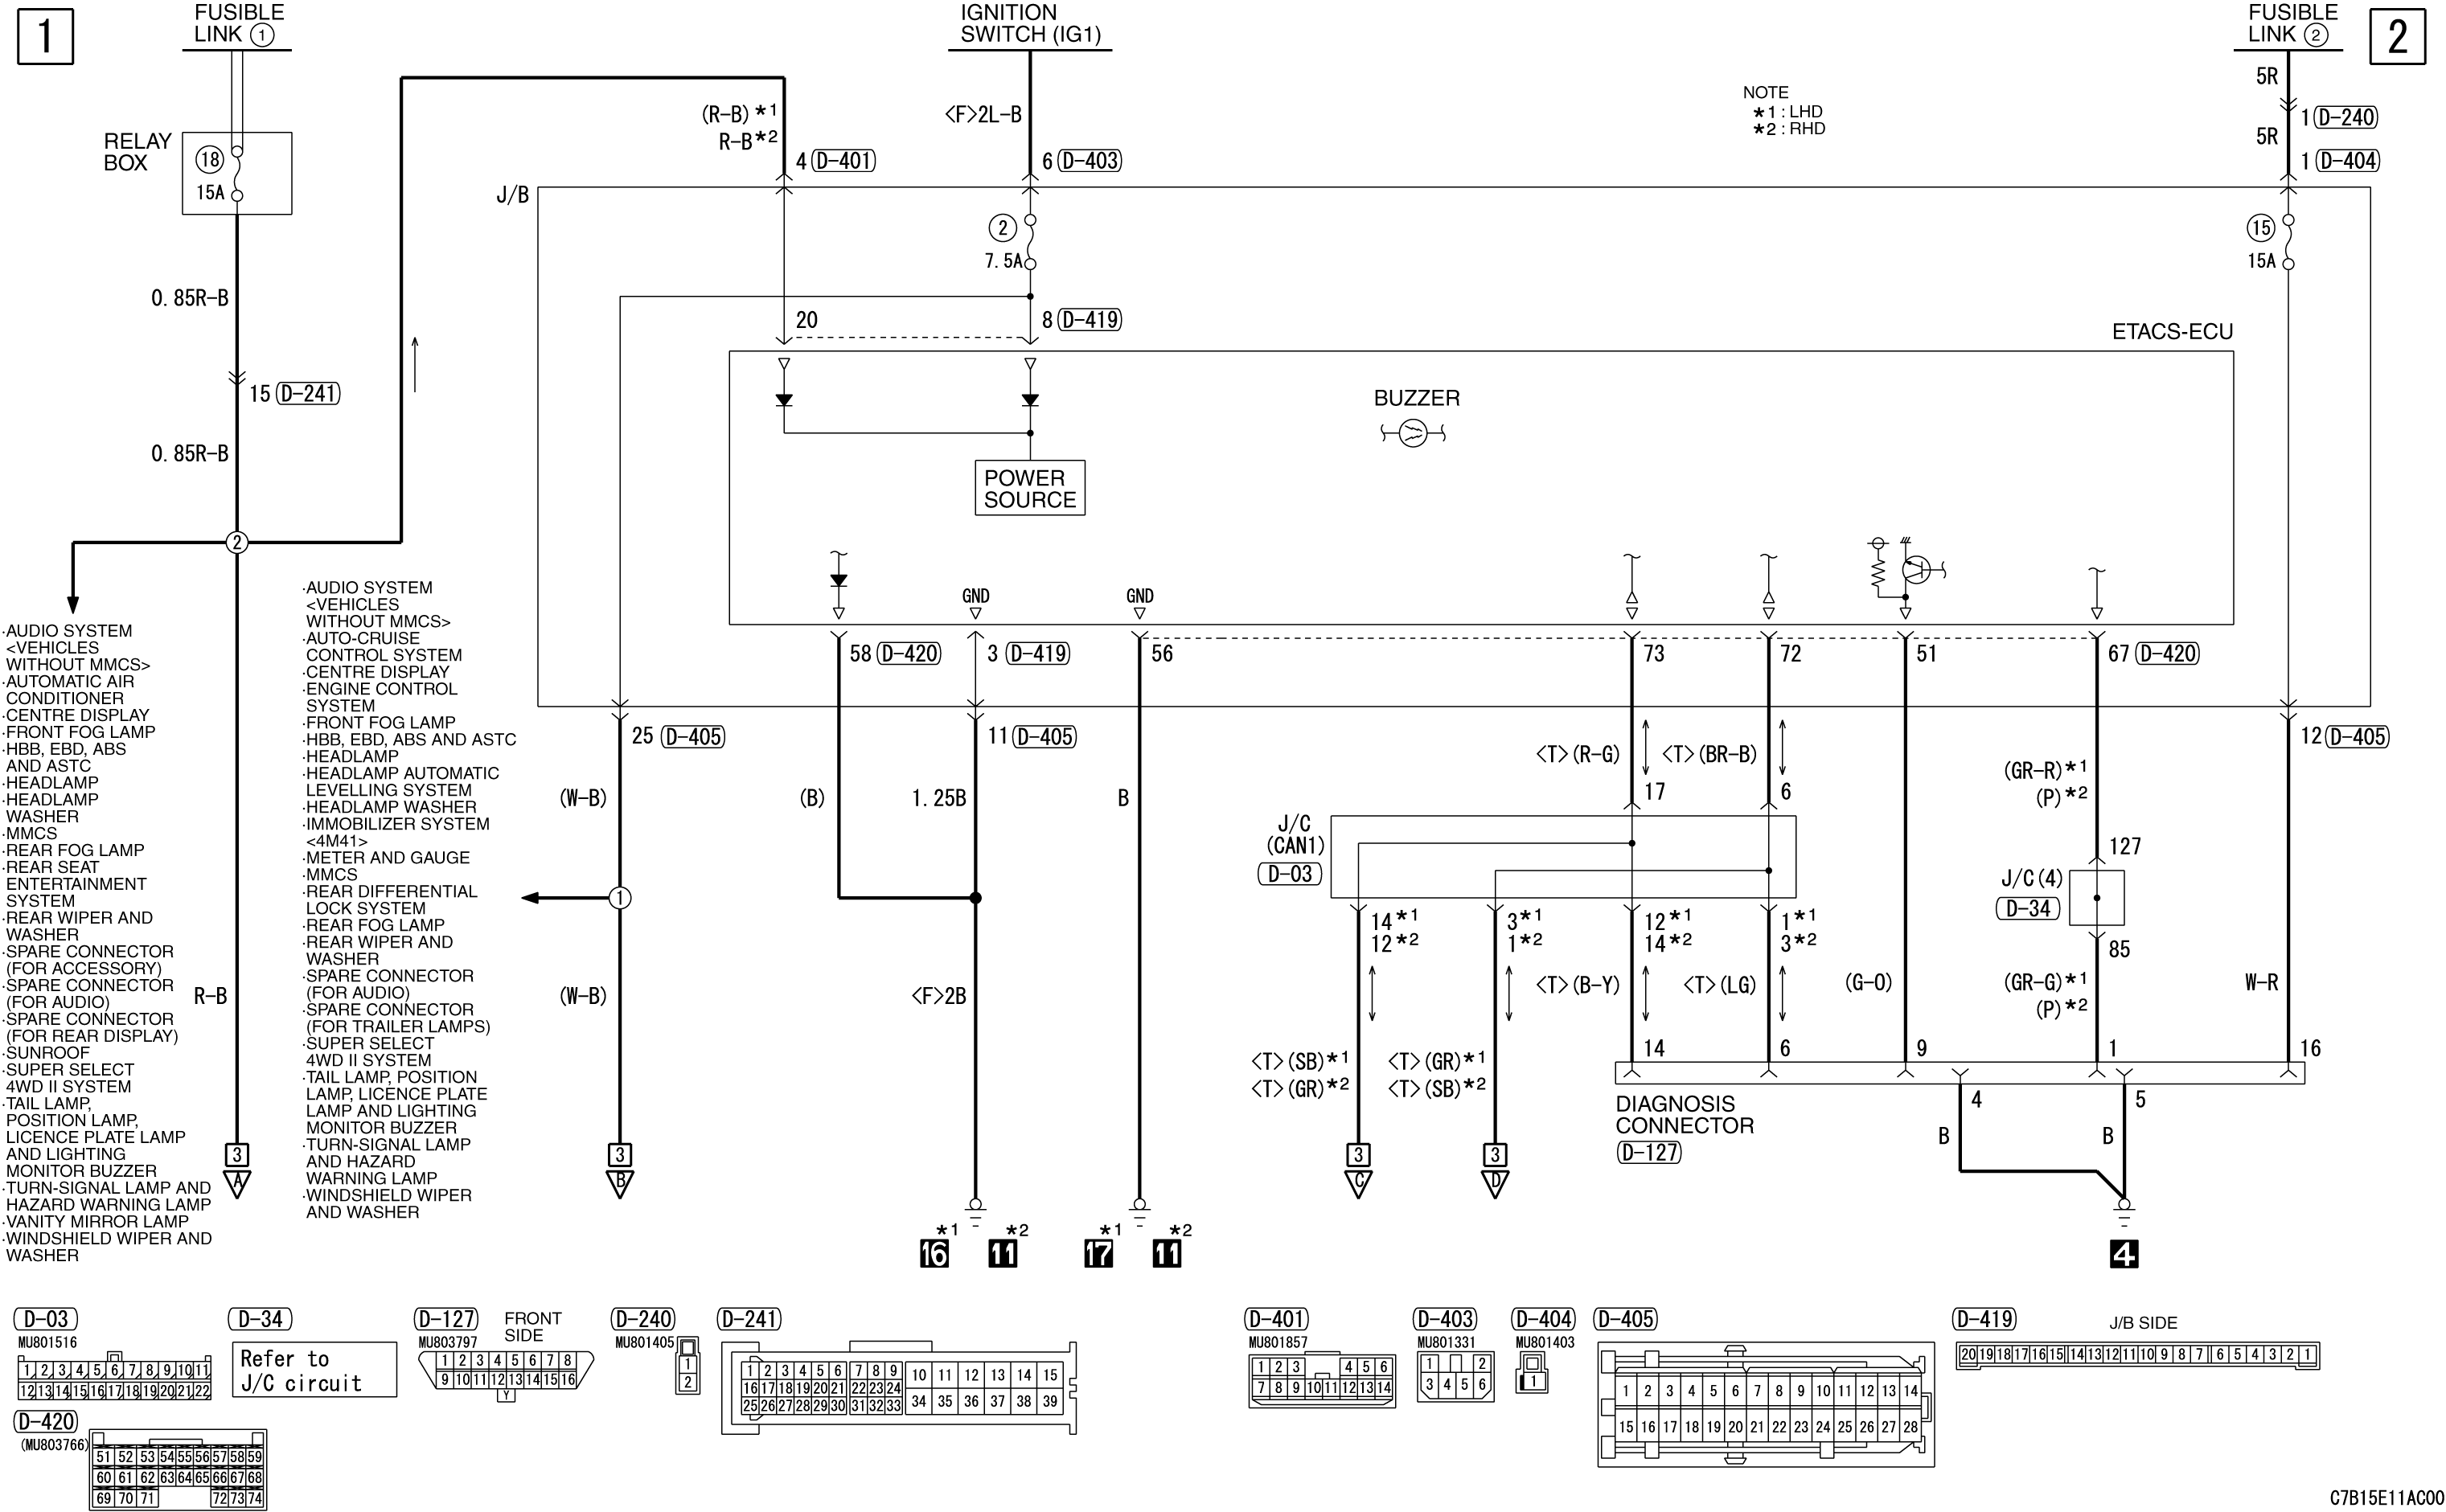 1
FUSIBLE
LINK ①
IGNITION
SWITCH (IG1)
FUSIBLE
LINK ②
2
5R
1 (D-240)
5R
1 (D-404)
NOTE
*1 : LHD
*2 : RHD
(R-B) *1
R-B*2
<F>2L-B
4 (D-401)
6 (D-403)
RELAY
BOX
18
15A
J/B
2
7.5A
15
15A
0.85R-B
20
8 (D-419)
ETACS-ECU
15 (D-241)
BUZZER
0.85R-B
POWER
SOURCE
2
GND
GND
58 (D-420)
3 (D-419)
56
73
72
51
67 (D-420)
·AUDIO SYSTEM
<VEHICLES
WITHOUT MMCS>
·AUTOMATIC AIR
CONDITIONER
·CENTRE DISPLAY
·FRONT FOG LAMP
·HBB, EBD, ABS
AND ASTC
·HEADLAMP
·HEADLAMP
WASHER
·MMCS
·REAR FOG LAMP
·REAR SEAT
ENTERTAINMENT
SYSTEM
·REAR WIPER AND
WASHER
·SPARE CONNECTOR
(FOR ACCESSORY)
·SPARE CONNECTOR
(FOR AUDIO)
·SPARE CONNECTOR
(FOR REAR DISPLAY)
·SUNROOF
·SUPER SELECT
4WD II SYSTEM
·TAIL LAMP,
POSITION LAMP,
LICENCE PLATE LAMP
AND LIGHTING
MONITOR BUZZER
·TURN-SIGNAL LAMP AND
HAZARD WARNING LAMP
·VANITY MIRROR LAMP
·WINDSHIELD WIPER AND
WASHER
R-B
3
A
·AUDIO SYSTEM
<VEHICLES
WITHOUT MMCS>
·AUTO-CRUISE
CONTROL SYSTEM
·CENTRE DISPLAY
·ENGINE CONTROL
SYSTEM
·FRONT FOG LAMP
·HBB, EBD, ABS AND ASTC
·HEADLAMP
·HEADLAMP AUTOMATIC
LEVELLING SYSTEM
·HEADLAMP WASHER
·IMMOBILIZER SYSTEM
<4M41>
·METER AND GAUGE
·MMCS
·REAR DIFFERENTIAL
LOCK SYSTEM
·REAR FOG LAMP
·REAR WIPER AND
WASHER
·SPARE CONNECTOR
(FOR AUDIO)
·SPARE CONNECTOR
(FOR TRAILER LAMPS)
·SUPER SELECT
4WD II SYSTEM
·TAIL LAMP, POSITION
LAMP, LICENCE PLATE
LAMP AND LIGHTING
MONITOR BUZZER
·TURN-SIGNAL LAMP
AND HAZARD
WARNING LAMP
·WINDSHIELD WIPER
AND WASHER
25 (D-405)
11 (D-405)
12 (D-405)
(W-B)
(B)
1.25B
B
<T>(R-G)
<T>(BR-B)
17
6
(GR-R)*1
(P)*2
127
J/C
(CAN1)
(D-03)
J/C(4)
(D-34)
85
1
14*1
12*2
3*1
1*2
12*1
14*2
1*1
3*2
(W-B)
<F>2B
<T>(B-Y)
<T>(LG)
(G-O)
(GR-G)*1
(P)*2
W-R
<T>(SB)*1
<T>(GR)*2
<T>(GR)*1
<T>(SB)*2
14
6
9
1
16
DIAGNOSIS
CONNECTOR
(D-127)
4
5
B
B
3
B
3
C
3
D
*1
16
*2
11
*1
17
*2
11
4
(D-03)
MU801516
1 2 3 4 5 6 7 8 9 10 11
12 13 14 15 16 17 18 19 20 21 22
(D-34)
Refer to
J/C circuit
(D-127)
FRONT
SIDE
MU803797
1 2 3 4 5 6 7 8
9 10 11 12 13 14 15 16
(D-240)
MU801405
1
2
(D-241)
1 2 3 4 5 6 7 8 9 10 11 12 13 14 15
16 17 18 19 20 21 22 23 24
25 26 27 28 29 30 31 32 33 34 35 36 37 38 39
(D-401)
MU801857
1 2 3 4 5 6
7 8 9 10 11 12 13 14
(D-403)
MU801331
1 2
3 4 5 6
(D-404)
MU801403
1
(D-405)
1 2 3 4 5 6 7 8 9 10 11 12 13 14
15 16 17 18 19 20 21 22 23 24 25 26 27 28
(D-419)
J/B SIDE
20 19 18 17 16 15 14 13 12 11 10 9 8 7 6 5 4 3 2 1
(D-420)
(MU803766)
51 52 53 54 55 56 57 58 59
60 61 62 63 64 65 66 67 68
69 70 71 72 73 74
C7B15E11AC00